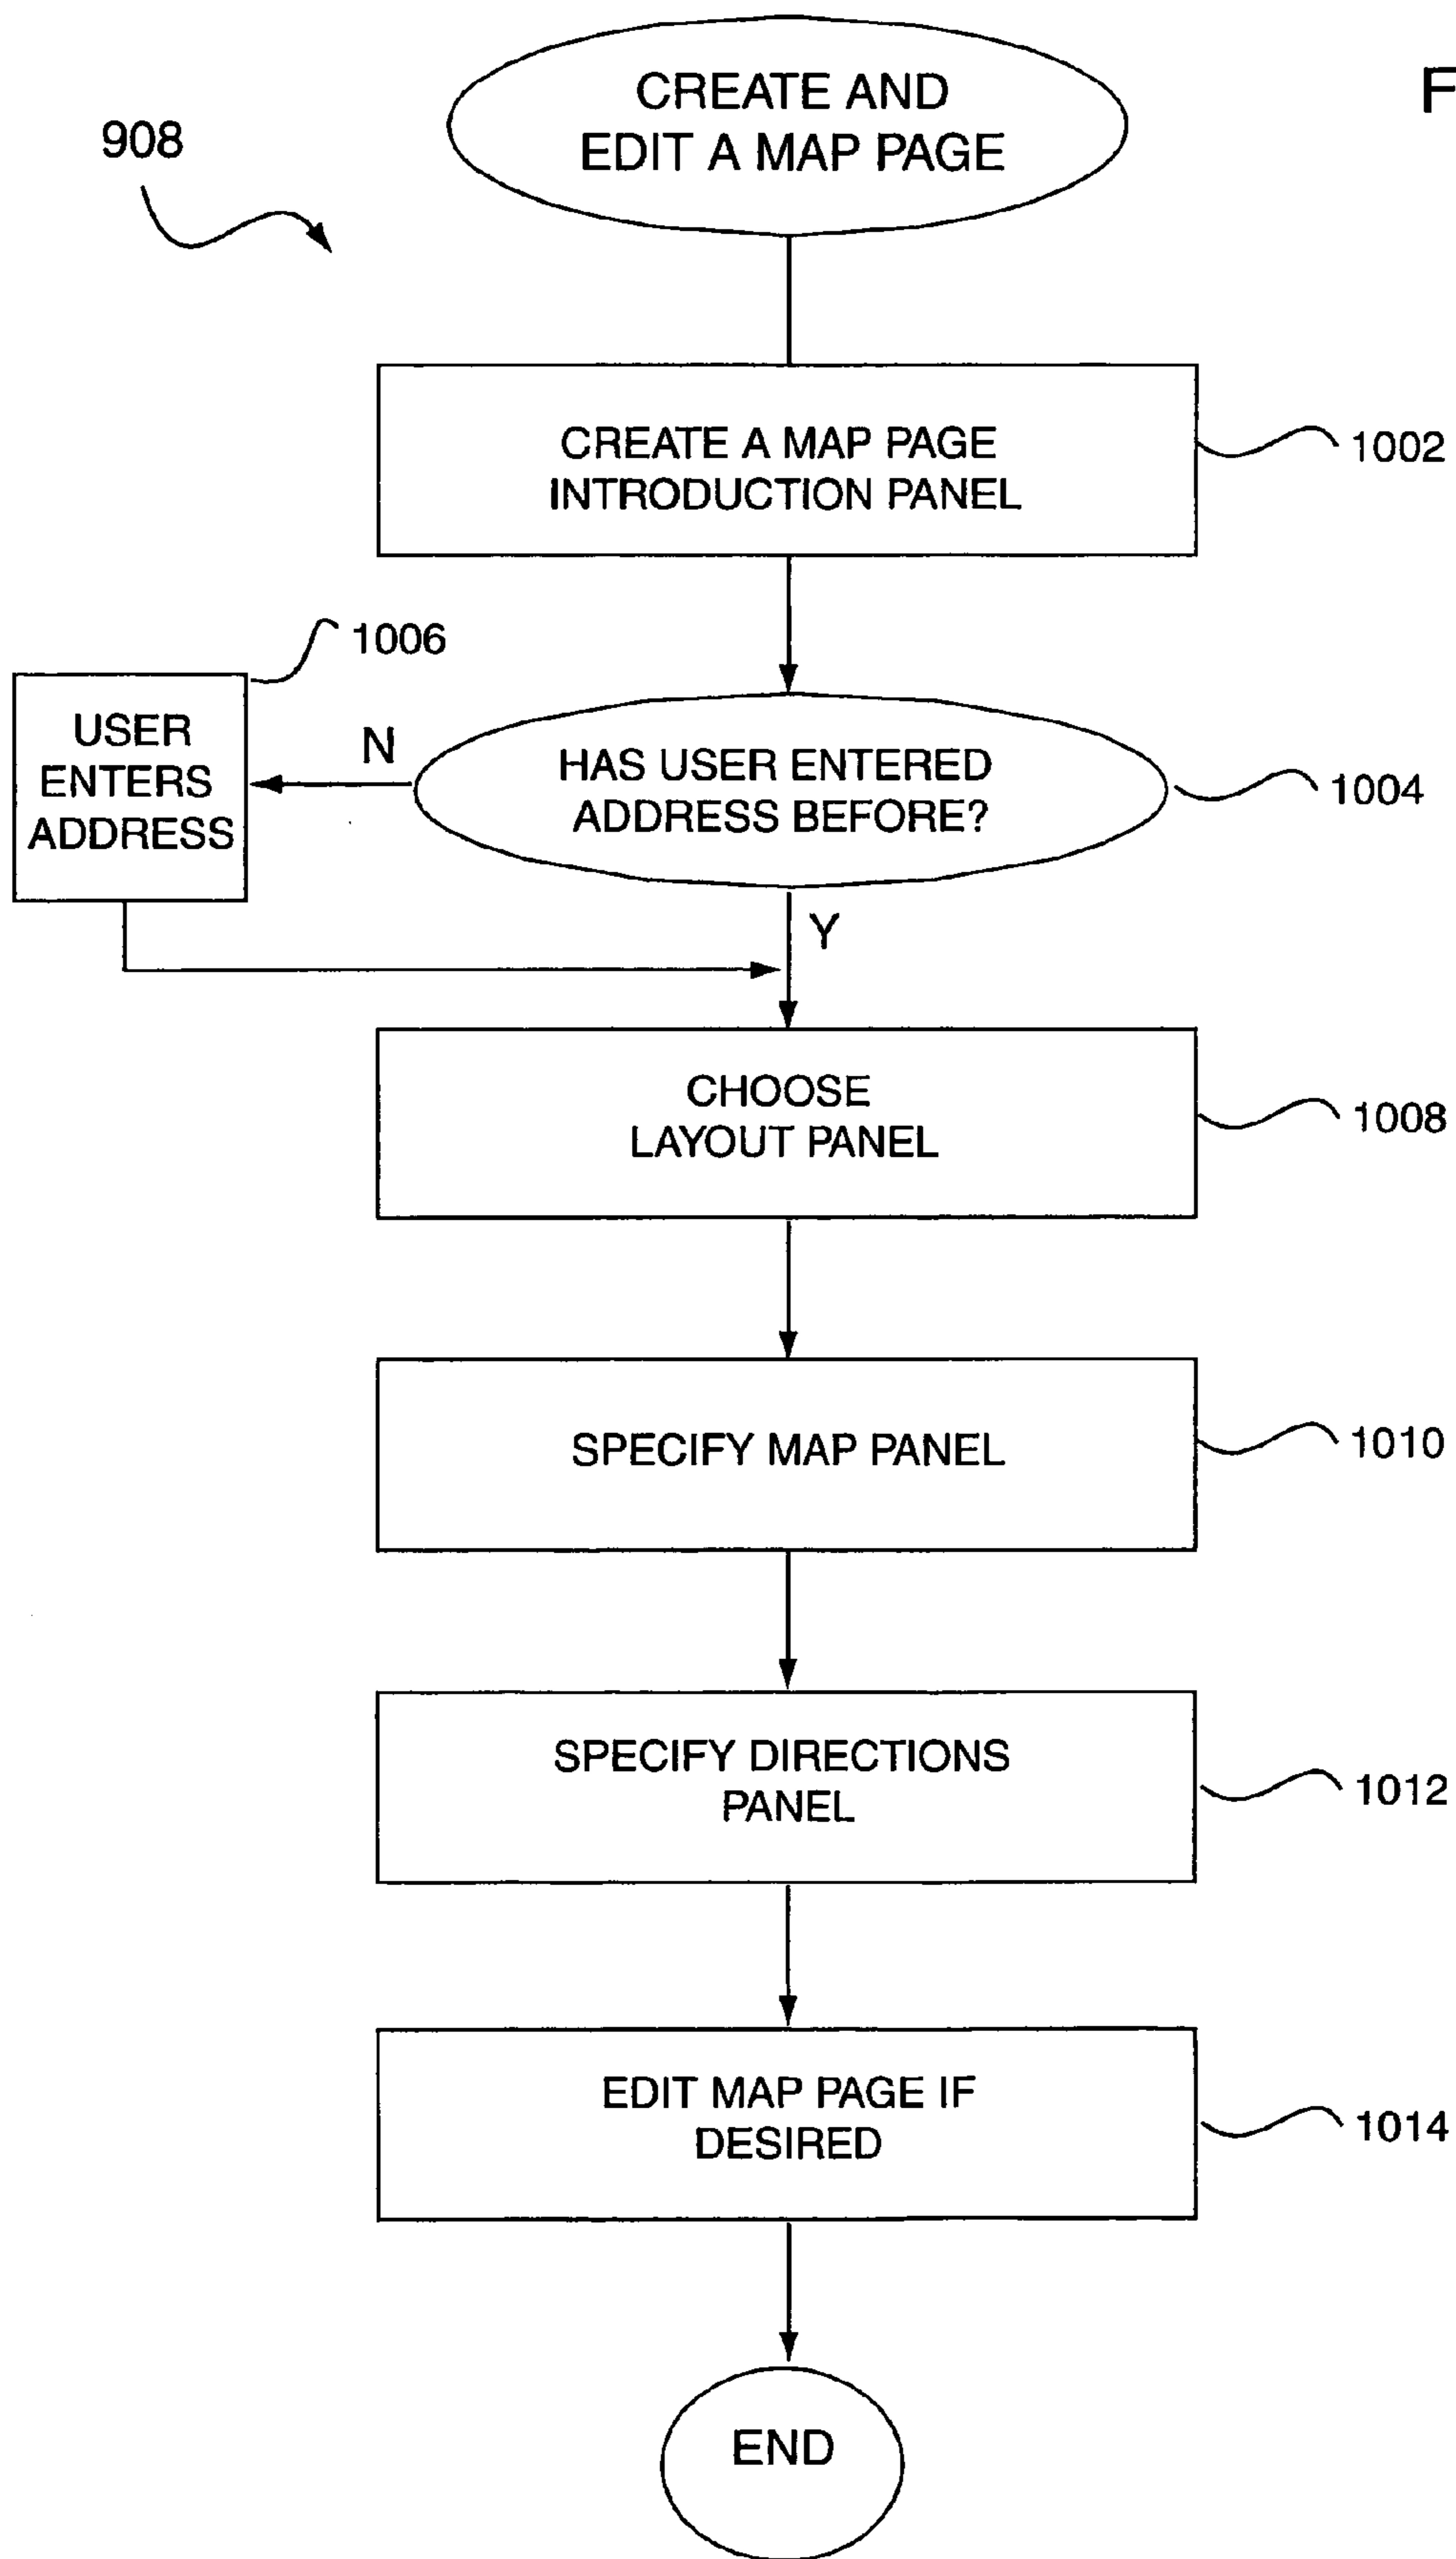 CREATE AND
EDIT A MAP PAGE
F
908
CREATE A MAP PAGE
INTRODUCTION PANEL
1002
1006
USER
ENTERS
ADDRESS
N
HAS USER ENTERED
ADDRESS BEFORE?
1004
Y
CHOOSE
LAYOUT PANEL
1008
SPECIFY MAP PANEL
1010
SPECIFY DIRECTIONS
PANEL
1012
EDIT MAP PAGE IF
DESIRED
1014
END